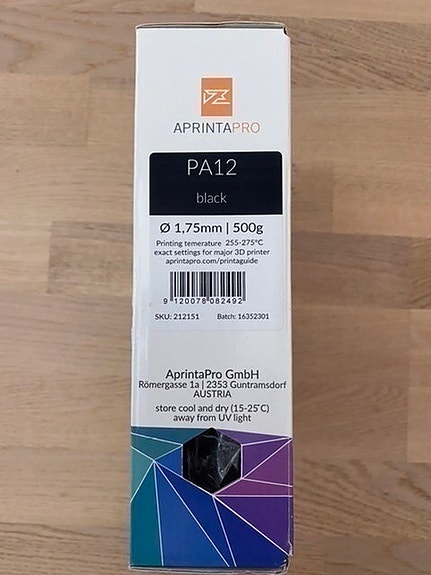 APRINTAPRO
PA12
black
Ø 1,75mm | 500g
Printing temerature 255-275°C
exact settings for major 3D printer
aprintapro.com/printaguide
9 120078 082492
SKU: 212151 Batch: 16352301
AprintaPro GmbH
Römergasse 1a | 2353 Guntramsdorf
AUSTRIA
store cool and dry (15-25°C)
away from UV light